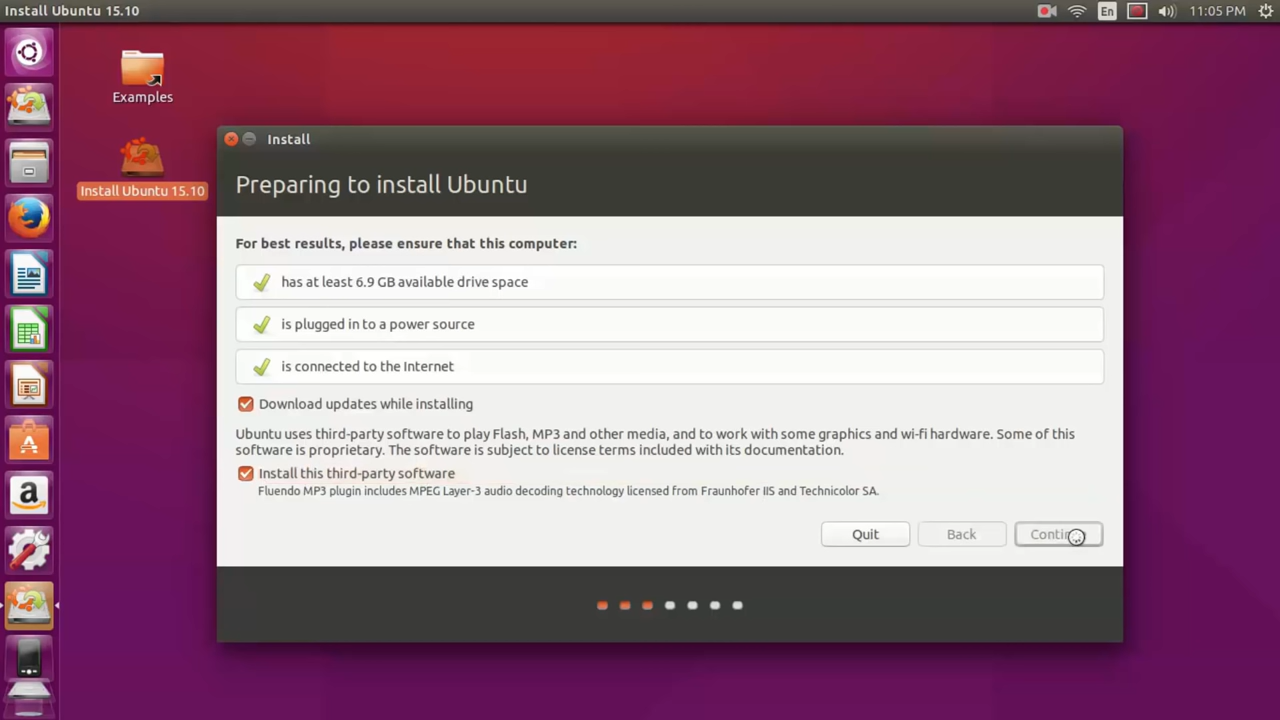 Install Ubuntu 15.10
En
11:05 PM
Examples
Install Ubuntu 15.10
Install
Preparing to install Ubuntu
For best results, please ensure that this computer:
has at least 6.9 GB available drive space
is plugged in to a power source
is connected to the Internet
Download updates while installing
Ubuntu uses third-party software to play Flash, MP3 and other media, and to work with some graphics and wi-fi hardware. Some of this
software is proprietary. The software is subject to license terms included with its documentation.
Install this third-party software
Fluendo MP3 plugin includes MPEG Layer-3 audio decoding technology licensed from Fraunhofer IIS and Technicolor SA.
Quit
Back
Continue